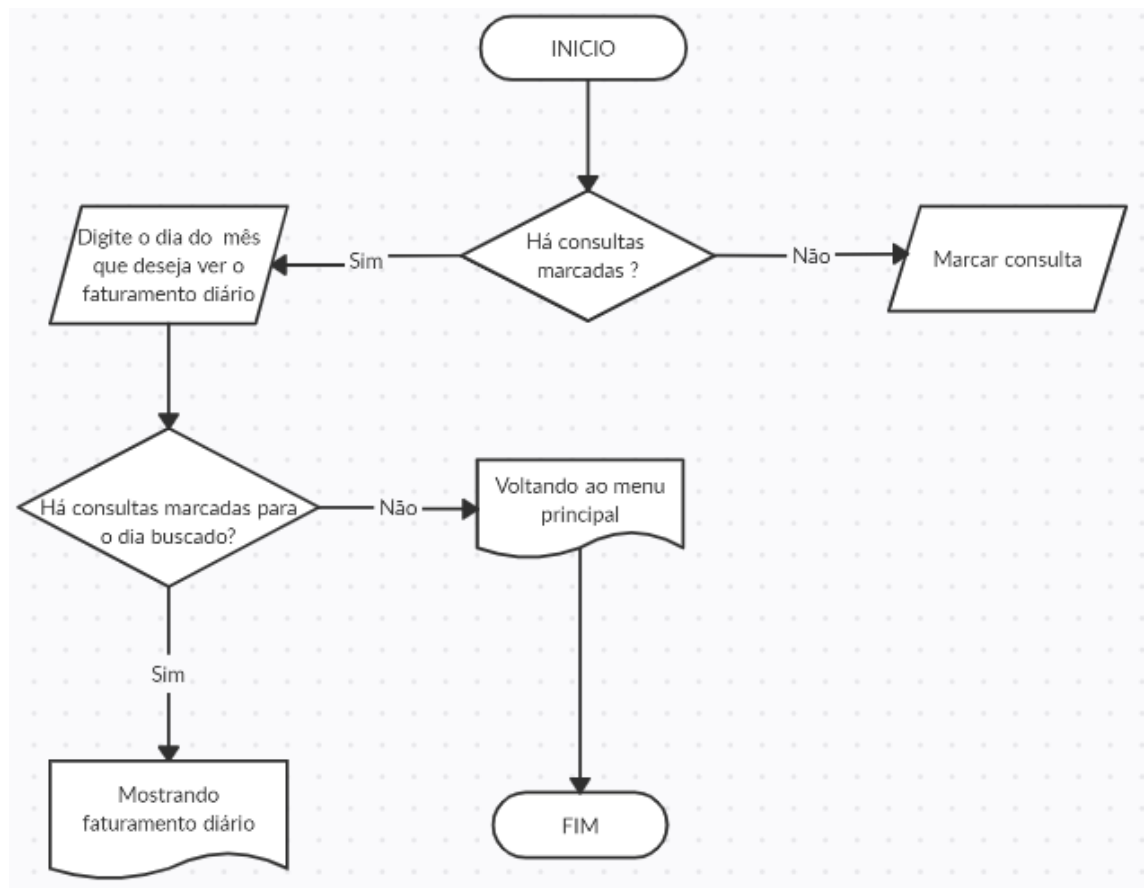 INICIO
Há consultas
marcadas ?
Sim
Não
Digite o dia do mês
que deseja ver o
faturamento diário
Marcar consulta
Há consultas marcadas para
o dia buscado?
Não
Voltando ao menu
principal
Sim
Mostrando
faturamento diário
FIM